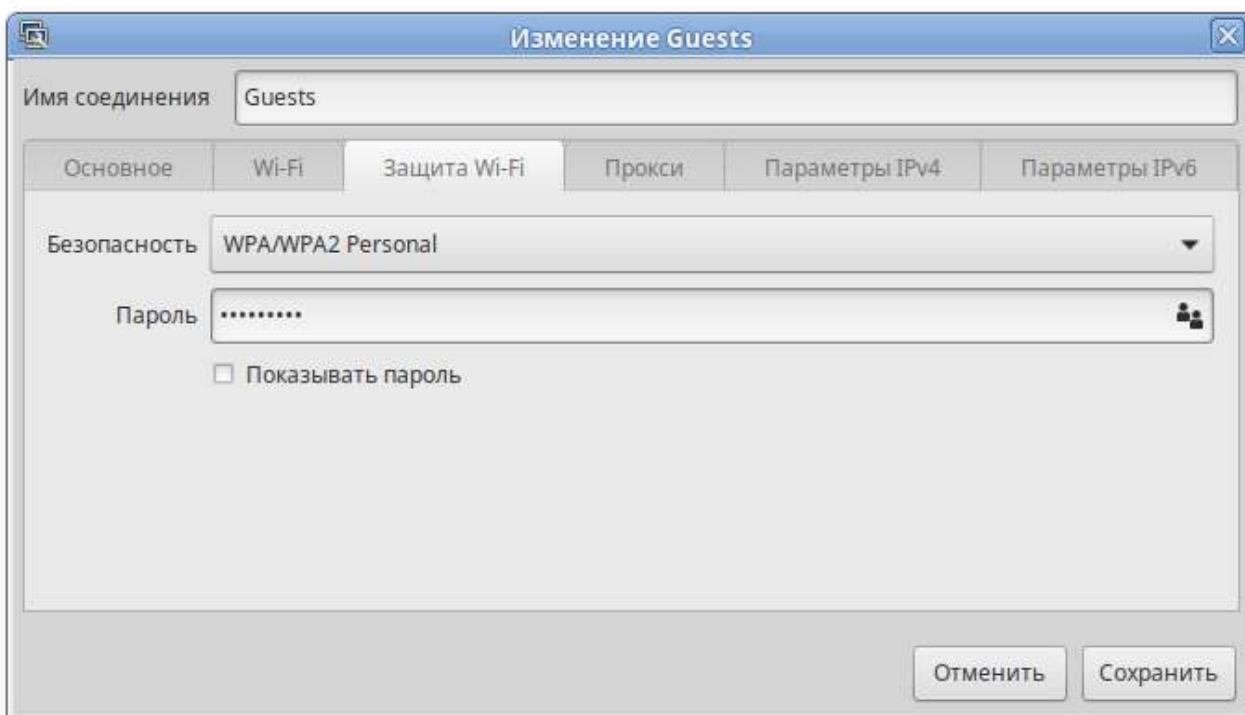 Изменение Guests
Имя соединения Guests
Основное Wi-Fi Защита Wi-Fi Прокси Параметры IPv4 Параметры IPv6
Безопасность WPA/WPA2 Personal
Пароль •••••••••
Показывать пароль
Отменить Сохранить